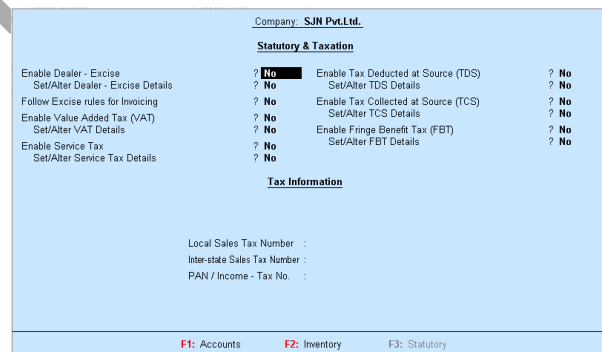 Company: SJN Pvt.Ltd.
Statutory & Taxation
Enable Dealer - Excise ? No
Set/Alter Dealer - Excise Details ? No
Follow Excise rules for Invoicing ? No
Enable Value Added Tax (VAT) ? No
Set/Alter VAT Details ? No
Enable Service Tax ? No
Set/Alter Service Tax Details ? No
Enable Tax Deducted at Source (TDS) ? No
Set/Alter TDS Details ? No
Enable Tax Collected at Source (TCS) ? No
Set/Alter TCS Details ? No
Enable Fringe Benefit Tax (FBT) ? No
Set/Alter FBT Details ? No
Tax Information
Local Sales Tax Number :
Inter-state Sales Tax Number :
PAN / Income - Tax No. :
F1: Accounts F2: Inventory F3: Statutory